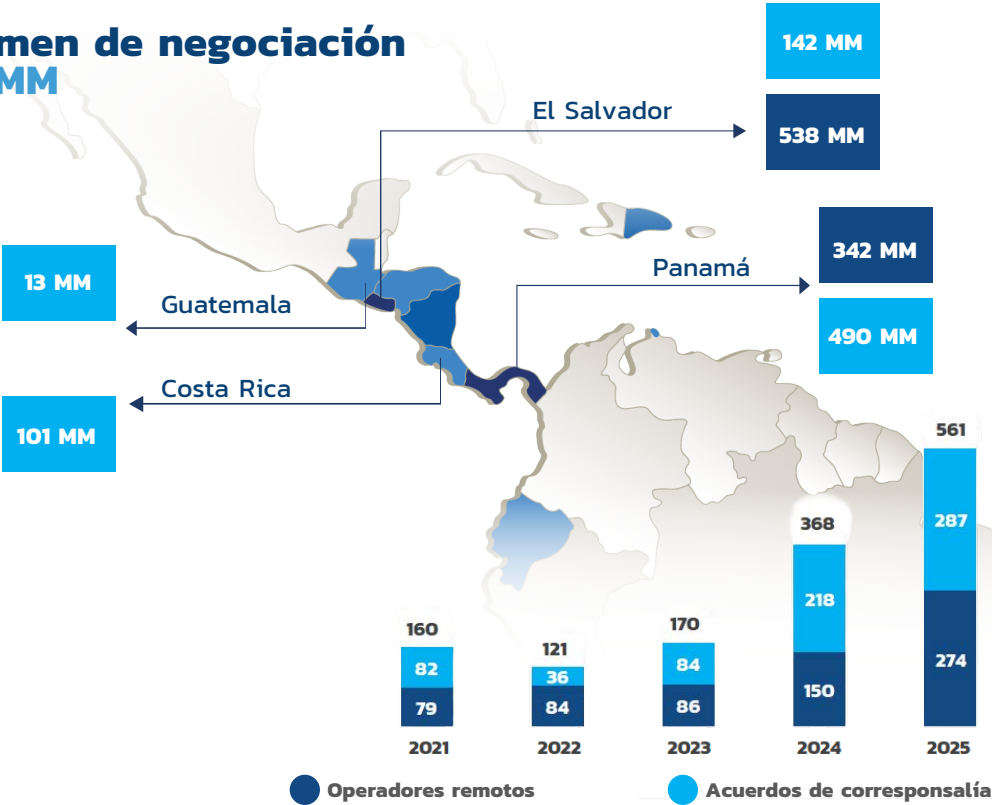 men de negociación
MM
142 MM
El Salvador
538 MM
342 MM
Panamá
13 MM
Guatemala
490 MM
Costa Rica
101 MM
561
287
274
368
218
150
160
82
79
121
36
84
170
84
86
2021
2022
2023
2024
2025
Operadores remotos
Acuerdos de corresponsalía